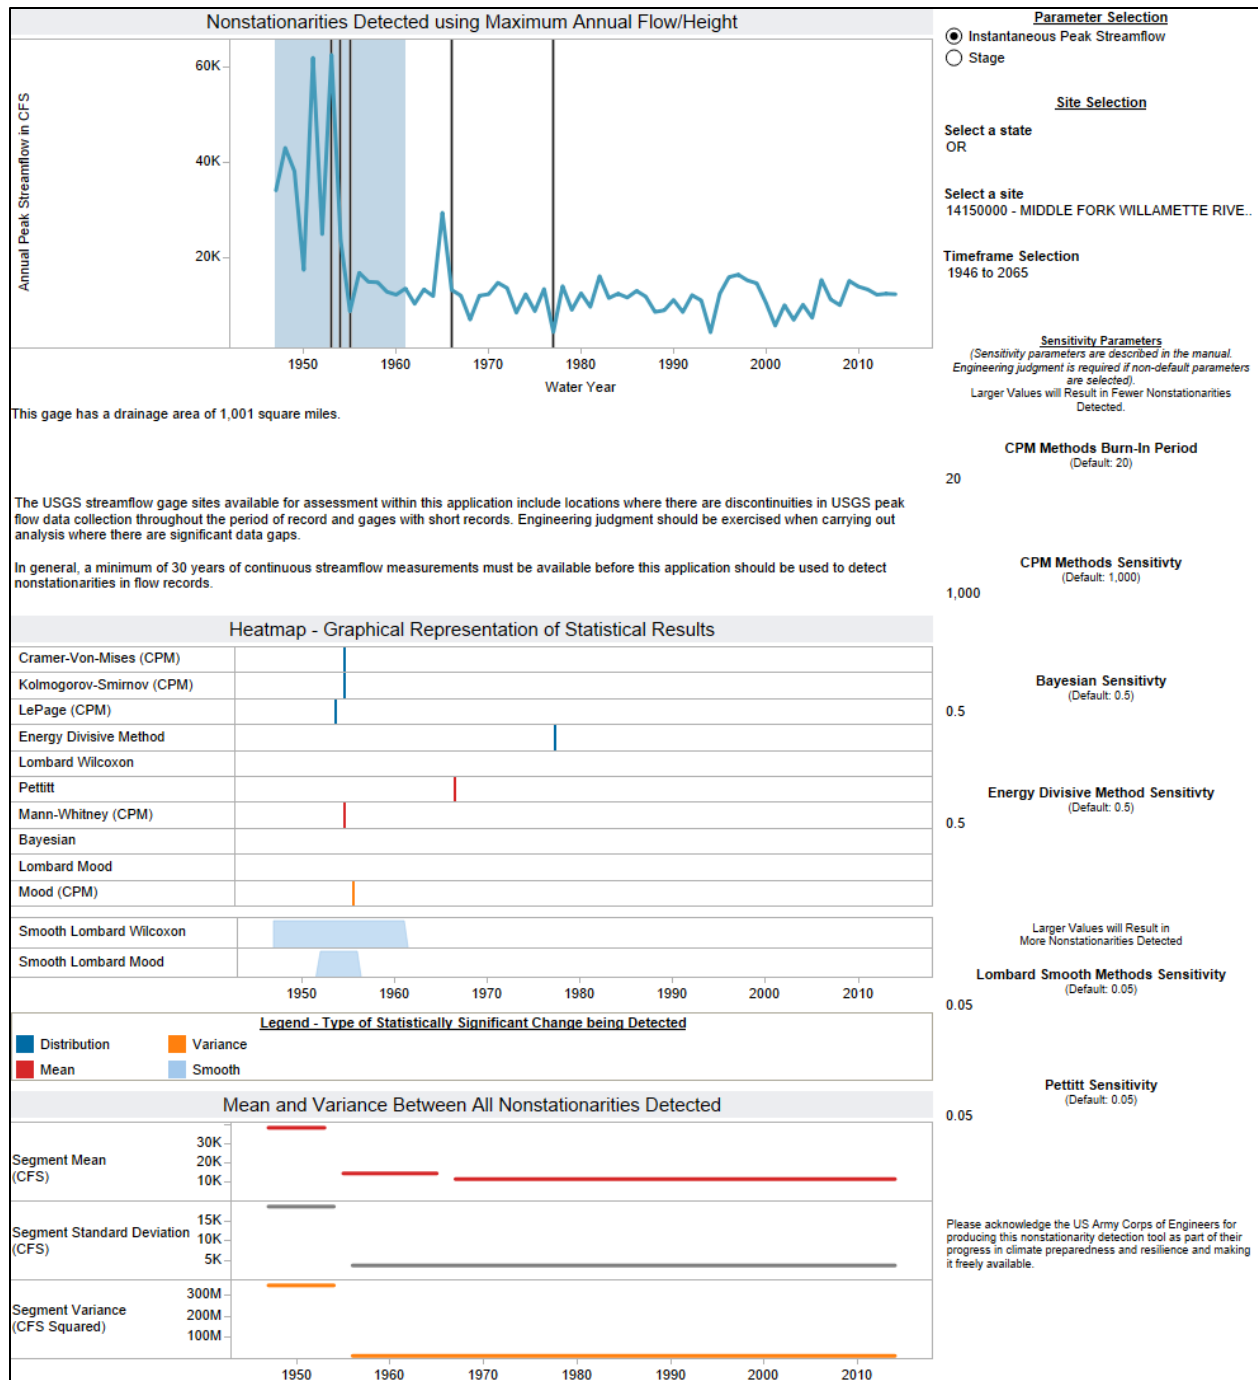 Nonstationarities Detected using Maximum Annual Flow/Height
Annual Peak Streamflow in CFS
60K
40K
20K
1950 1960 1970 1980 1990 2000 2010
Water Year
This gage has a drainage area of 1,001 square miles.
The USGS streamflow gage sites available for assessment within this application include locations where there are discontinuities in USGS peak
flow data collection throughout the period of record and gages with short records. Engineering judgment should be exercised when carrying out
analysis where there are significant data gaps.
In general, a minimum of 30 years of continuous streamflow measurements must be available before this application should be used to detect
nonstationarities in flow records.
Heatmap - Graphical Representation of Statistical Results
Cramer-Von-Mises (CPM)
Kolmogorov-Smirnov (CPM)
LePage (CPM)
Energy Divisive Method
Lombard Wilcoxon
Pettitt
Mann-Whitney (CPM)
Bayesian
Lombard Mood
Mood (CPM)
Smooth Lombard Wilcoxon
Smooth Lombard Mood
1950 1960 1970 1980 1990 2000 2010
Legend - Type of Statistically Significant Change being Detected
Distribution Variance
Mean Smooth
Mean and Variance Between All Nonstationarities Detected
Segment Mean
(CFS)
30K
20K
10K
Segment Standard Deviation
(CFS)
15K
10K
5K
Segment Variance
(CFS Squared)
300M
200M
100M
1950 1960 1970 1980 1990 2000 2010
Parameter Selection
Instantaneous Peak Streamflow
Stage
Site Selection
Select a state
OR
Select a site
14150000 - MIDDLE FORK WILLAMETTE RIVE..
Timeframe Selection
1946 to 2065
Sensitivity Parameters
(Sensitivity parameters are described in the manual.
Engineering judgment is required if non-default parameters
are selected).
Larger Values will Result in Fewer Nonstationarities
Detected.
CPM Methods Burn-In Period
(Default: 20)
20
CPM Methods Sensitivty
(Default: 1,000)
1,000
Bayesian Sensitivty
(Default: 0.5)
0.5
Energy Divisive Method Sensitivty
(Default: 0.5)
0.5
Larger Values will Result in
More Nonstationarities Detected
Lombard Smooth Methods Sensitivity
(Default: 0.05)
0.05
Pettitt Sensitivity
(Default: 0.05)
0.05
Please acknowledge the US Army Corps of Engineers for
producing this nonstationarity detection tool as part of their
progress in climate preparedness and resilience and making
it freely available.